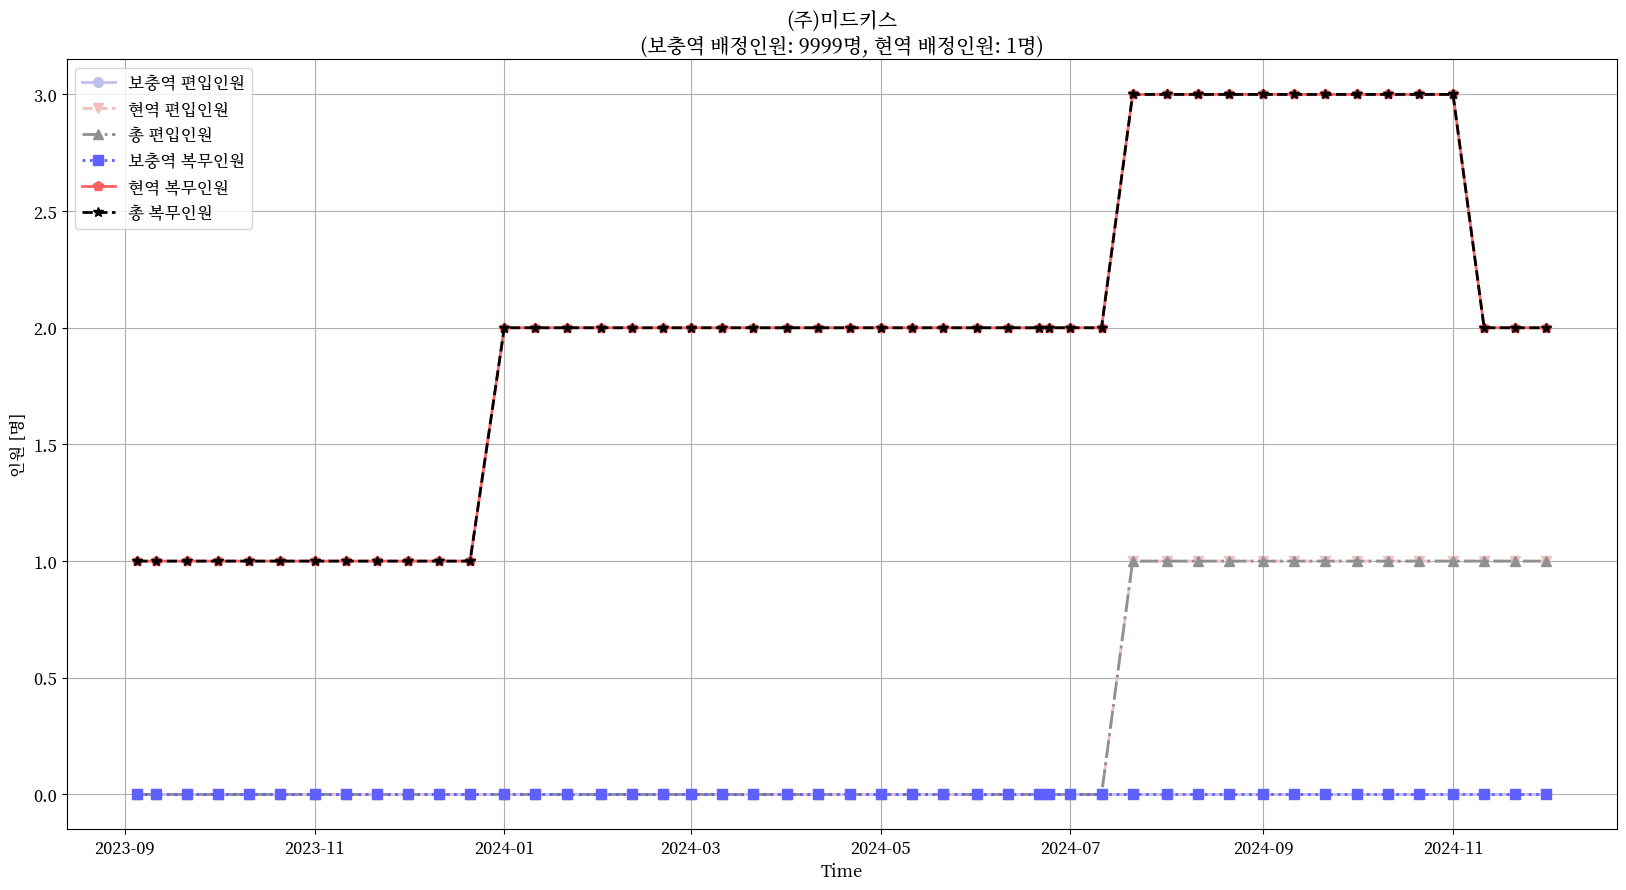 (주)미드키스
(보충역 배정인원: 9999명, 현역 배정인원: 1명)
보충역 편입인원
현역 편입인원
총 편입인원
보충역 복무인원
현역 복무인원
총 복무인원
3.0
2.5
2.0
1.5
1.0
0.5
0.0
인원 [명]
2023-09
2023-11
2024-01
2024-03
2024-05
2024-07
2024-09
2024-11
Time